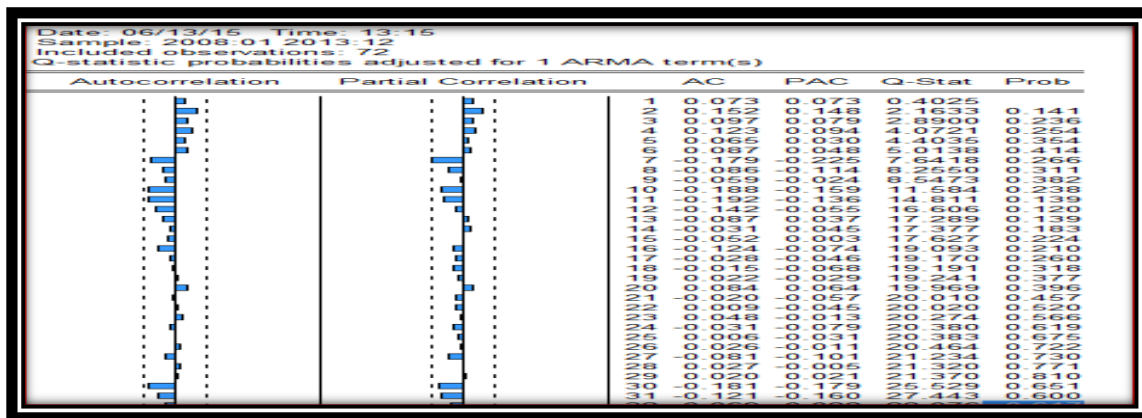 Date: 06/13/15 Time: 13:15
Sample: 2008:01 2013:12
Included observations: 72
Q-statistic probabilities adjusted for 1 ARMA term(s)
Autocorrelation Partial Correlation AC PAC Q-Stat Prob
1 0.073 0.073 0.4025
2 0.152 0.148 2.1633 0.141
3 0.097 0.079 2.8900 0.236
4 0.123 0.094 4.0721 0.254
5 0.065 0.030 4.4035 0.354
6 0.087 0.048 5.0138 0.414
7 -0.179 -0.225 7.6418 0.266
8 -0.086 -0.114 8.2550 0.311
9 -0.059 -0.024 8.5473 0.382
10 -0.188 -0.159 11.584 0.238
11 -0.192 -0.136 14.811 0.139
12 -0.142 -0.055 16.606 0.120
13 -0.087 0.037 17.289 0.139
14 -0.031 0.045 17.377 0.183
15 -0.052 0.003 17.627 0.224
16 -0.124 -0.074 19.093 0.210
17 -0.028 -0.046 19.170 0.260
18 -0.015 -0.068 19.191 0.318
19 0.022 -0.029 19.241 0.377
20 0.084 0.064 19.969 0.396
21 -0.020 -0.057 20.010 0.457
22 0.009 -0.045 20.020 0.520
23 0.048 -0.013 20.274 0.566
24 -0.031 -0.079 20.380 0.619
25 0.006 -0.031 20.383 0.675
26 0.026 -0.011 20.464 0.722
27 -0.081 -0.101 21.234 0.730
28 0.027 -0.005 21.320 0.771
29 0.020 0.021 21.370 0.810
30 -0.181 -0.179 25.529 0.651
31 -0.121 -0.160 27.443 0.600